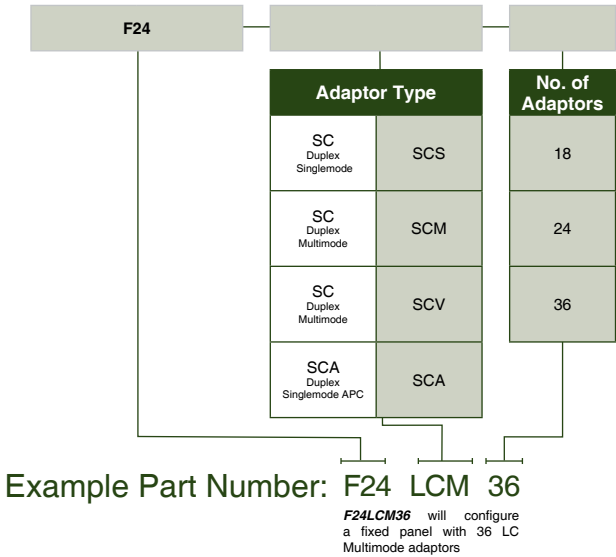 F24
Adaptor Type
No. of
Adaptors
SC
Duplex
Singlemode
SCS
18
SC
Duplex
Multimode
SCM
24
SC
Duplex
Multimode
SCV
36
SCA
Duplex
Singlemode APC
SCA
Example Part Number: F24 LCM 36
F24LCM36 will configure
a fixed panel with 36 LC
Multimode adaptors